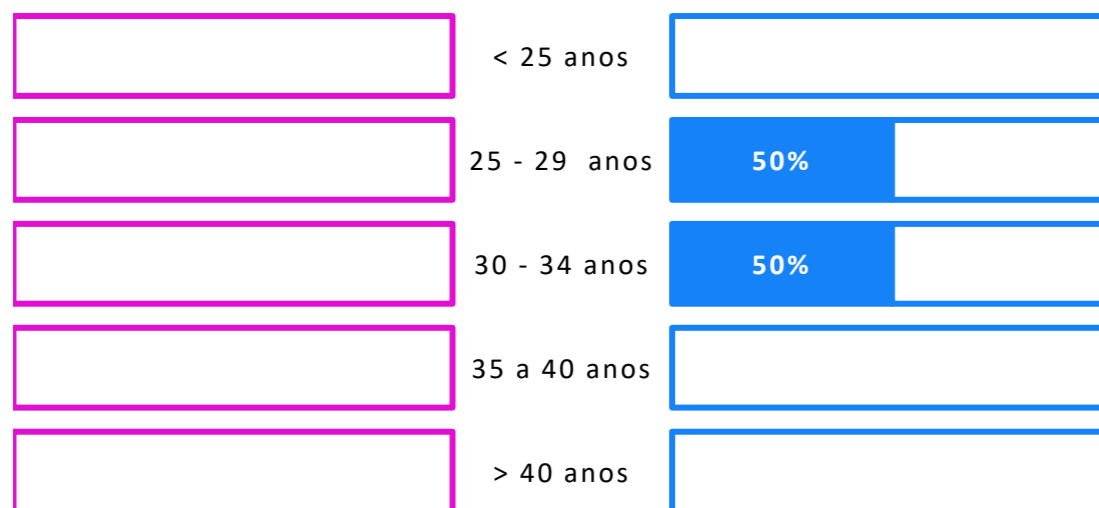 < 25 anos
25 - 29  anos 50%
30 - 34 anos 50%
35 a 40 anos
> 40 anos